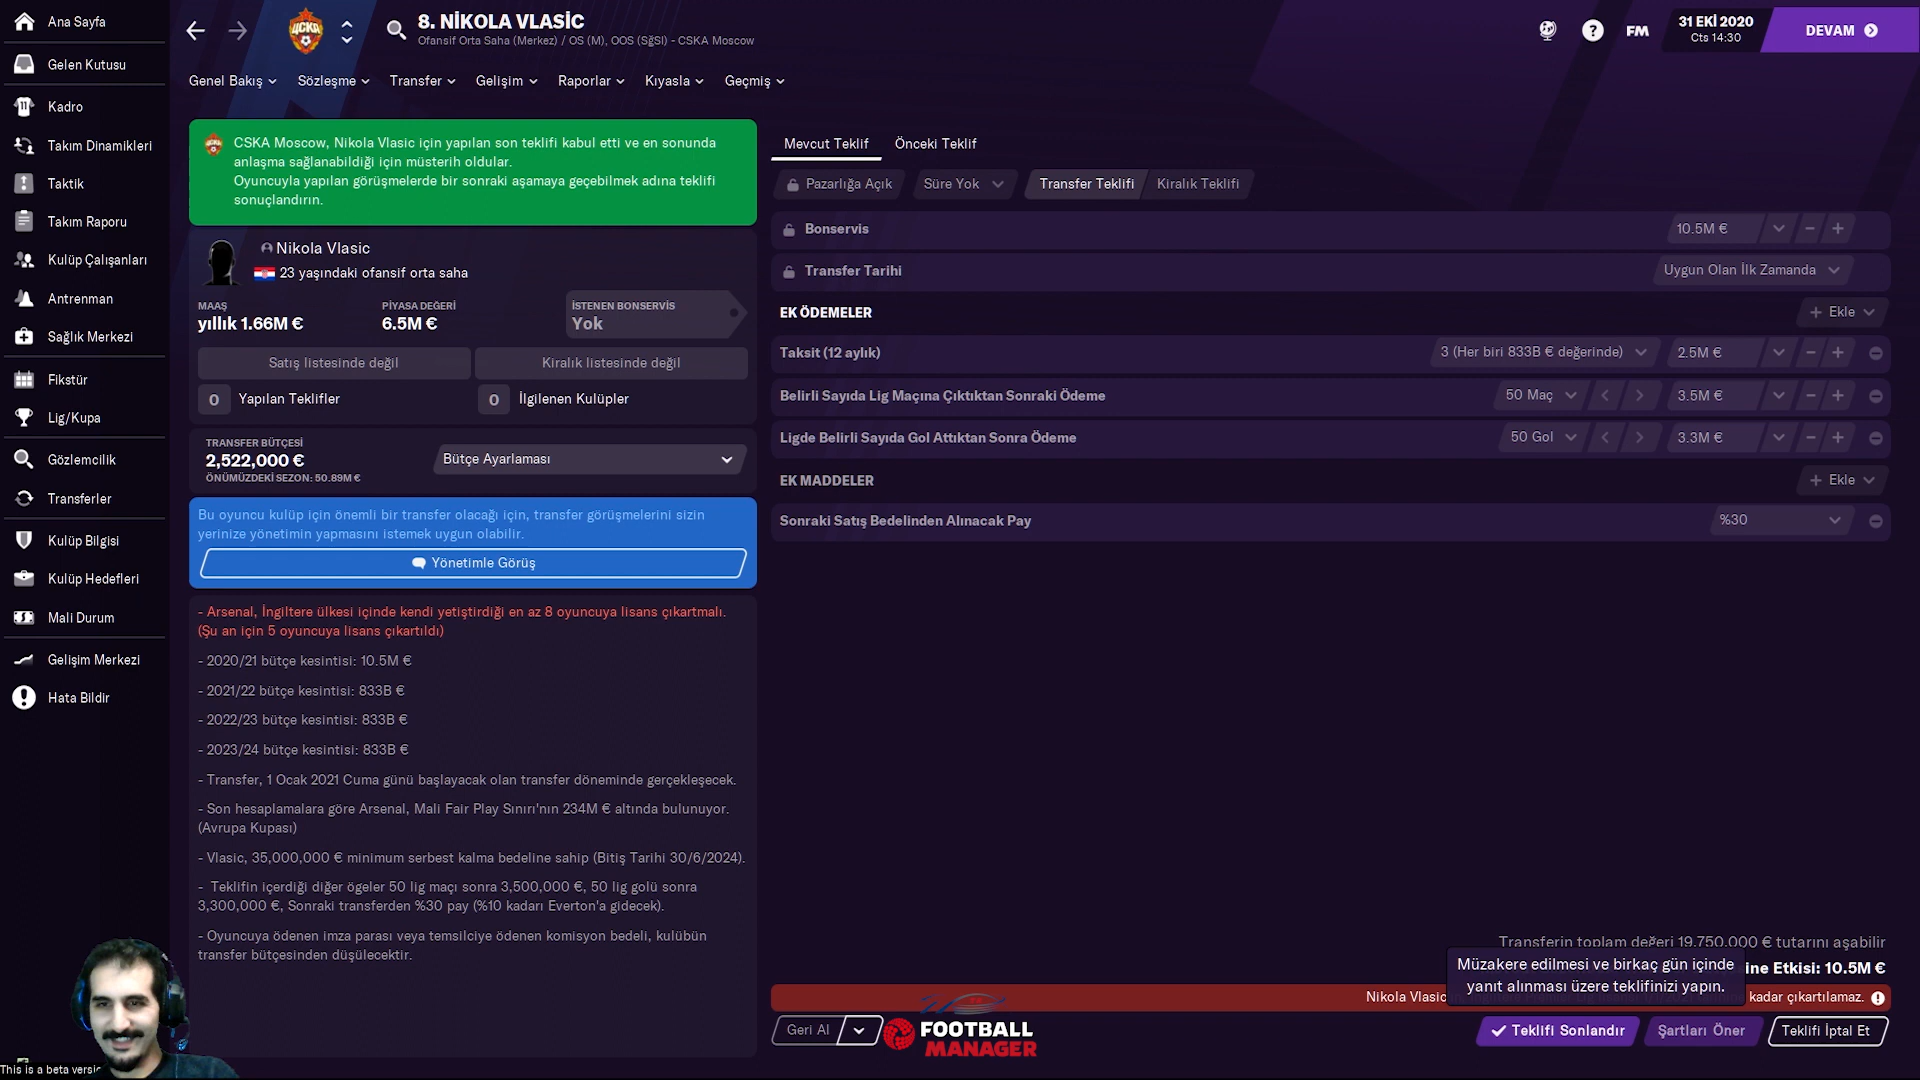 Ana Sayfa
Gelen Kutusu
Kadro
Takım Dinamikleri
Taktik
Takım Raporu
Kulüp Çalışanları
Antrenman
Sağlık Merkezi
Fikstür
Lig/Kupa
Gözlemcilik
Transferler
Kulüp Bilgisi
Kulüp Hedefleri
Mali Durum
Gelişim Merkezi
Hata Bildir
ЦСКА
8. NİKOLA VLASİC
Ofansif Orta Saha (Merkez) / OS (M), OOS (SğSl) - CSKA Moscow
FM
31 EKİ 2020
Cts 14:30
DEVAM
Genel Bakış
Sözleşme
Transfer
Gelişim
Raporlar
Kıyasla
Geçmiş
CSKA Moscow, Nikola Vlasic için yapılan son teklifi kabul etti ve en sonunda
anlaşma sağlanabildiği için müsterih oldular.
Oyuncuyla yapılan görüşmelerde bir sonraki aşamaya geçebilmek adına teklifi
sonuçlandırın.
Nikola Vlasic
23 yaşındaki ofansif orta saha
MAAŞ
yıllık 1.66M €
PİYASA DEĞERİ
6.5M €
İSTENEN BONSERVİS
Yok
Satış listesinde değil
Kiralık listesinde değil
0 Yapılan Teklifler
0 İlgilenen Kulüpler
TRANSFER BÜTÇESİ
2,522,000 €
ÖNÜMÜZDEKİ SEZON: 50.89M €
Bütçe Ayarlaması
Bu oyuncu kulüp için önemli bir transfer olacağı için, transfer görüşmelerini sizin
yerinize yönetimin yapmasını istemek uygun olabilir.
Yönetimle Görüş
- Arsenal, İngiltere ülkesi içinde kendi yetiştirdiği en az 8 oyuncuya lisans çıkartmalı.
(Şu an için 5 oyuncuya lisans çıkartıldı)
- 2020/21 bütçe kesintisi: 10.5M €
- 2021/22 bütçe kesintisi: 833B €
- 2022/23 bütçe kesintisi: 833B €
- 2023/24 bütçe kesintisi: 833B €
- Transfer, 1 Ocak 2021 Cuma günü başlayacak olan transfer döneminde gerçekleşecek.
- Son hesaplamalara göre Arsenal, Mali Fair Play Sınırı'nın 234M € altında bulunuyor.
(Avrupa Kupası)
- Vlasic, 35,000,000 € minimum serbest kalma bedeline sahip (Bitiş Tarihi 30/6/2024).
- Teklifin içerdiği diğer ögeler 50 lig maçı sonra 3,500,000 €, 50 lig golü sonra
3,300,000 €, Sonraki transferden %30 pay (%10 kadarı Everton'a gidecek).
- Oyuncuya ödenen imza parası veya temsilciye ödenen komisyon bedeli, kulübün
transfer bütçesinden düşülecektir.
This is a beta
Mevcut Teklif
Önceki Teklif
Pazarlığa Açık
Süre Yok
Transfer Teklifi
Kiralık Teklifi
Bonservis
10.5M €
Transfer Tarihi
Uygun Olan İlk Zamanda
EK ÖDEMELER
Ekle
Taksit (12 aylık)
3 (Her biri 833B € değerinde)
2.5M €
Belirli Sayıda Lig Maçına Çıktıktan Sonraki Ödeme
50 Maç
3.5M €
Ligde Belirli Sayıda Gol Attıktan Sonra Ödeme
50 Gol
3.3M €
EK MADDELER
Ekle
Sonraki Satış Bedelinden Alınacak Pay
%30
Transferin toplam değeri 19,750,000 € tutarını aşabilir
ine Etkisi: 10.5M €
Müzakere edilmesi ve birkaç gün içinde
yanıt alınması üzere teklifinizi yapın.
Nikola Vlasic
kadar çıkartılamaz.
Geri Al
FOOTBALL
MANAGER
Teklifi Sonlandır
Şartları Öner
Teklifi İptal Et